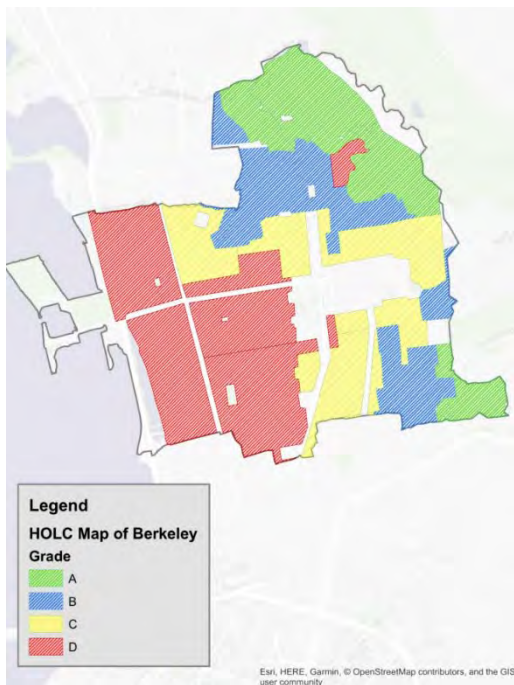 Legend
HOLC Map of Berkeley
Grade
A
B
C
D
Esri, HERE, Garmin, © OpenStreetMap contributors, and the GIS
user community